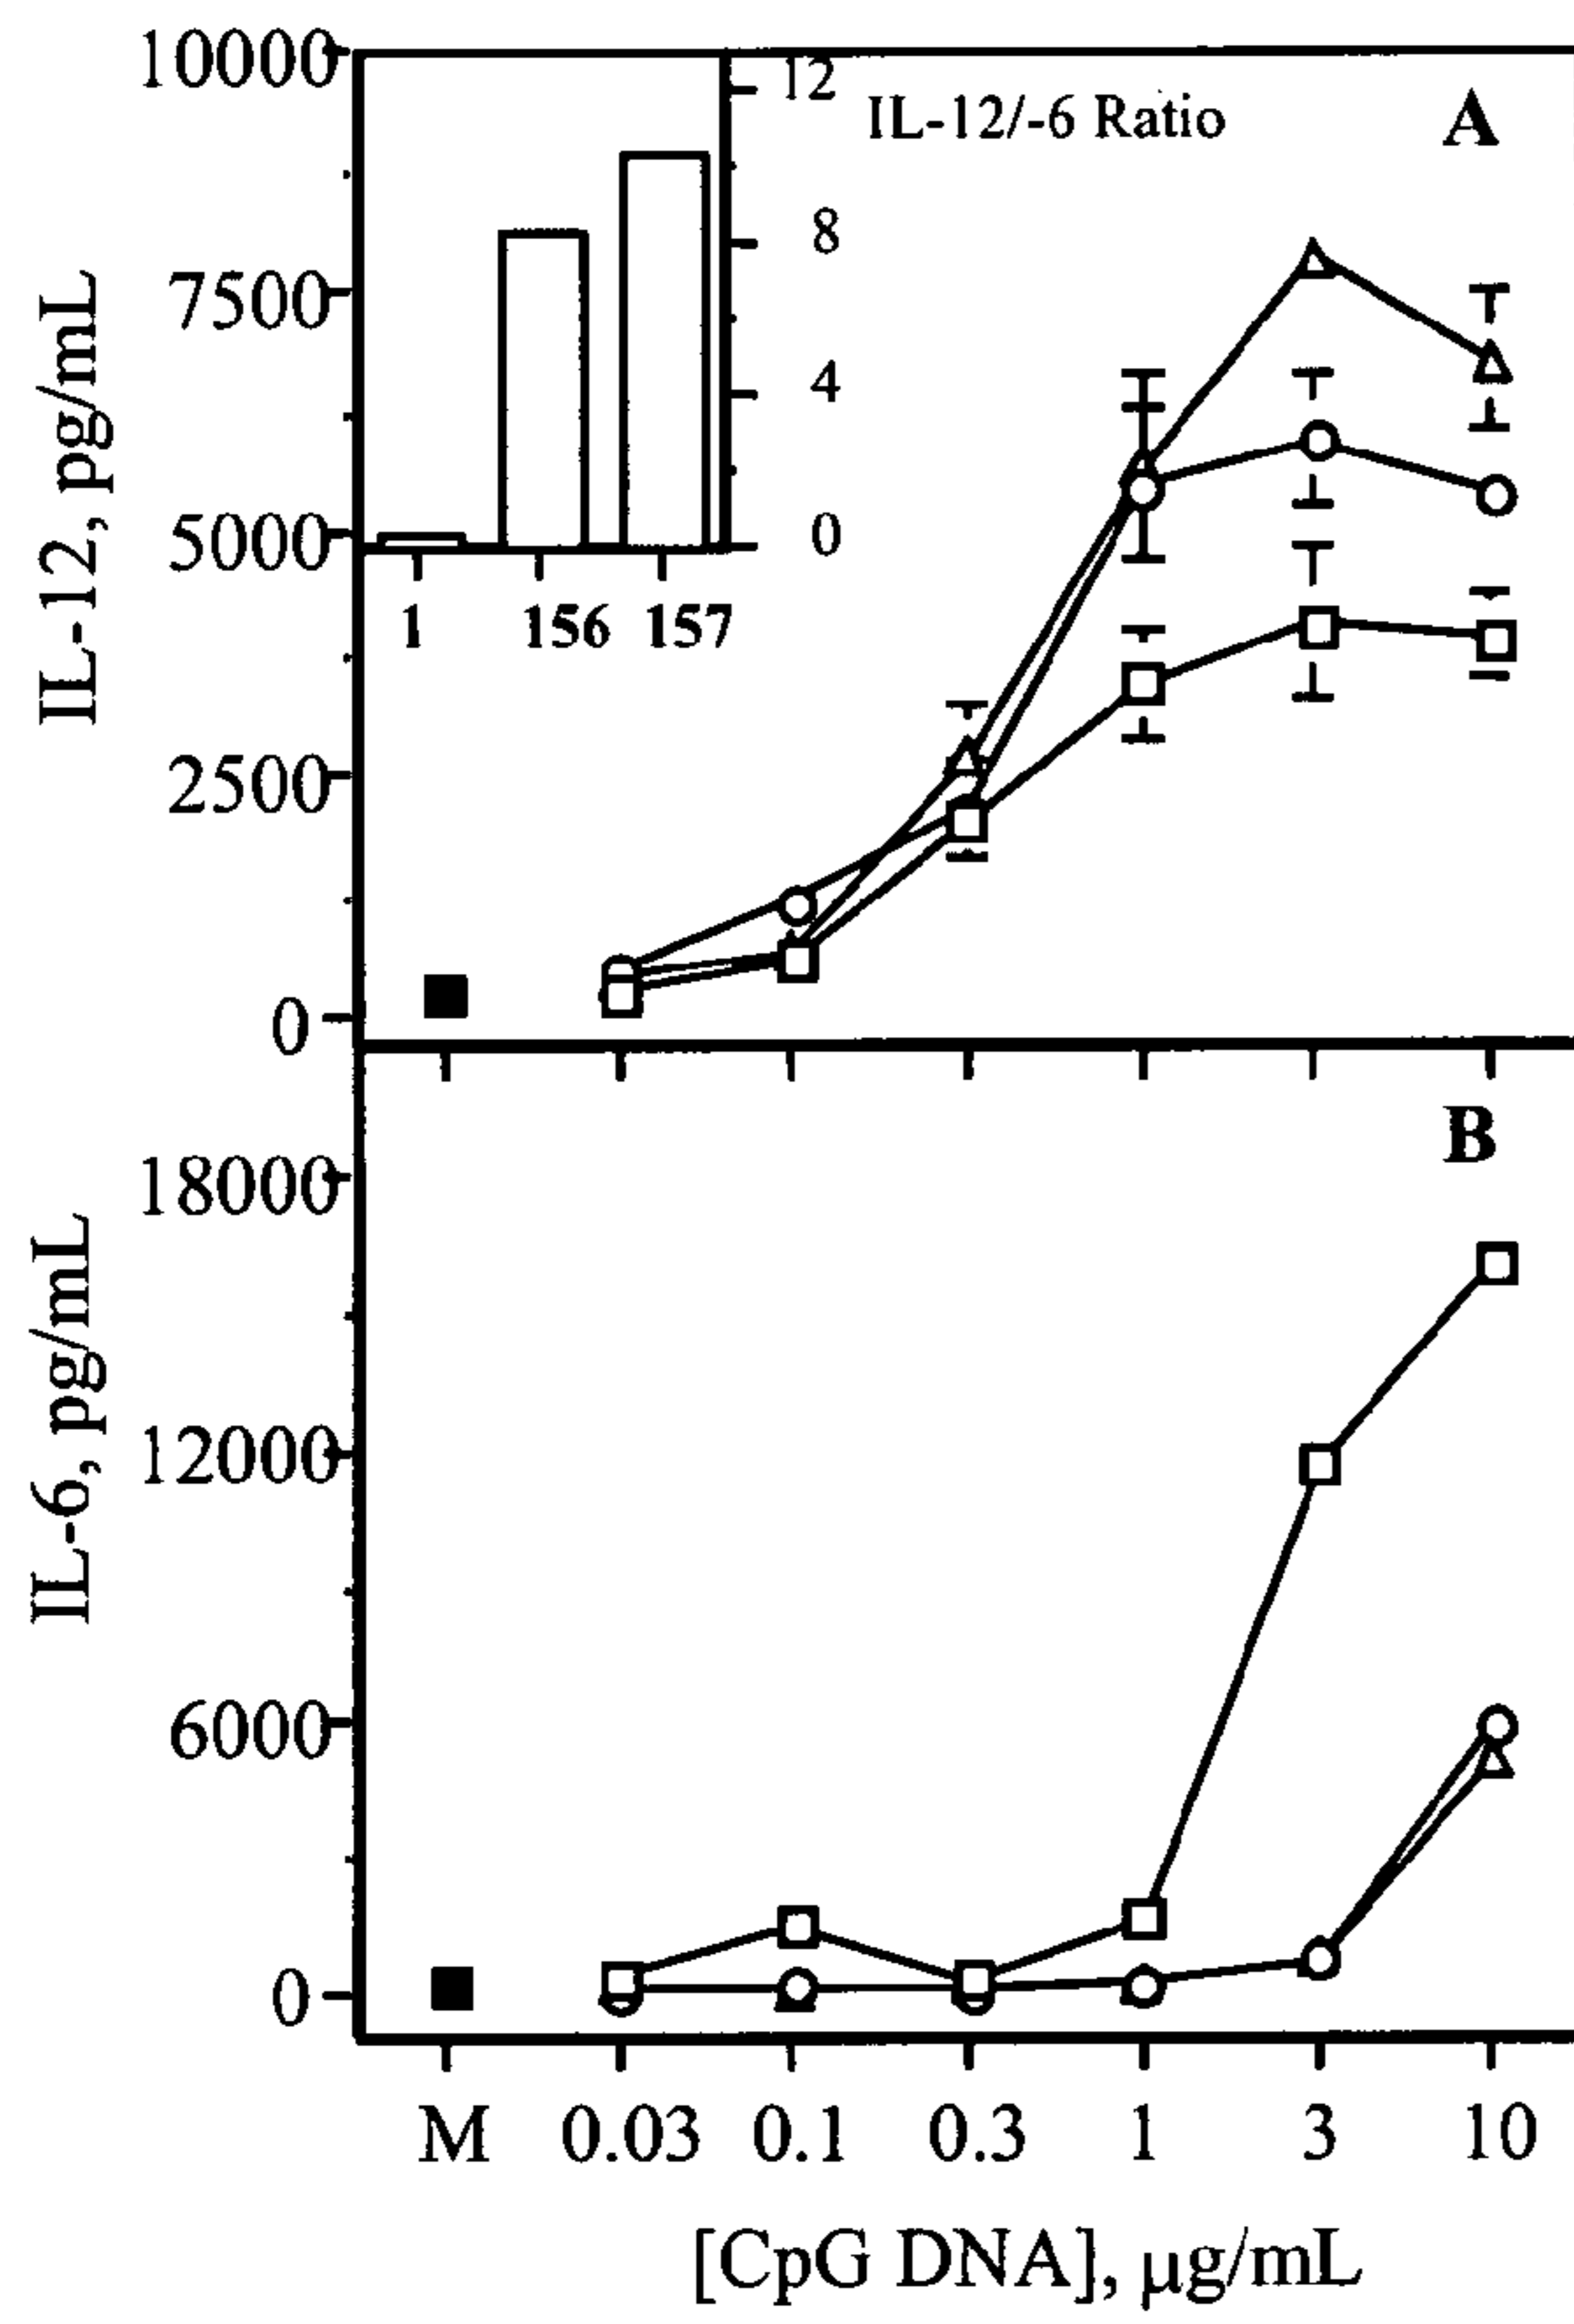 10000
7500
5000
2500
0
IL-12, pg/mL
12
8
4
0
IL-12/-6 Ratio
A
1 156 157
18000
12000
6000
0
IL-6, pg/mL
B
M 0.03 0.1 0.3 1 3 10
[CpG DNA], μg/mL